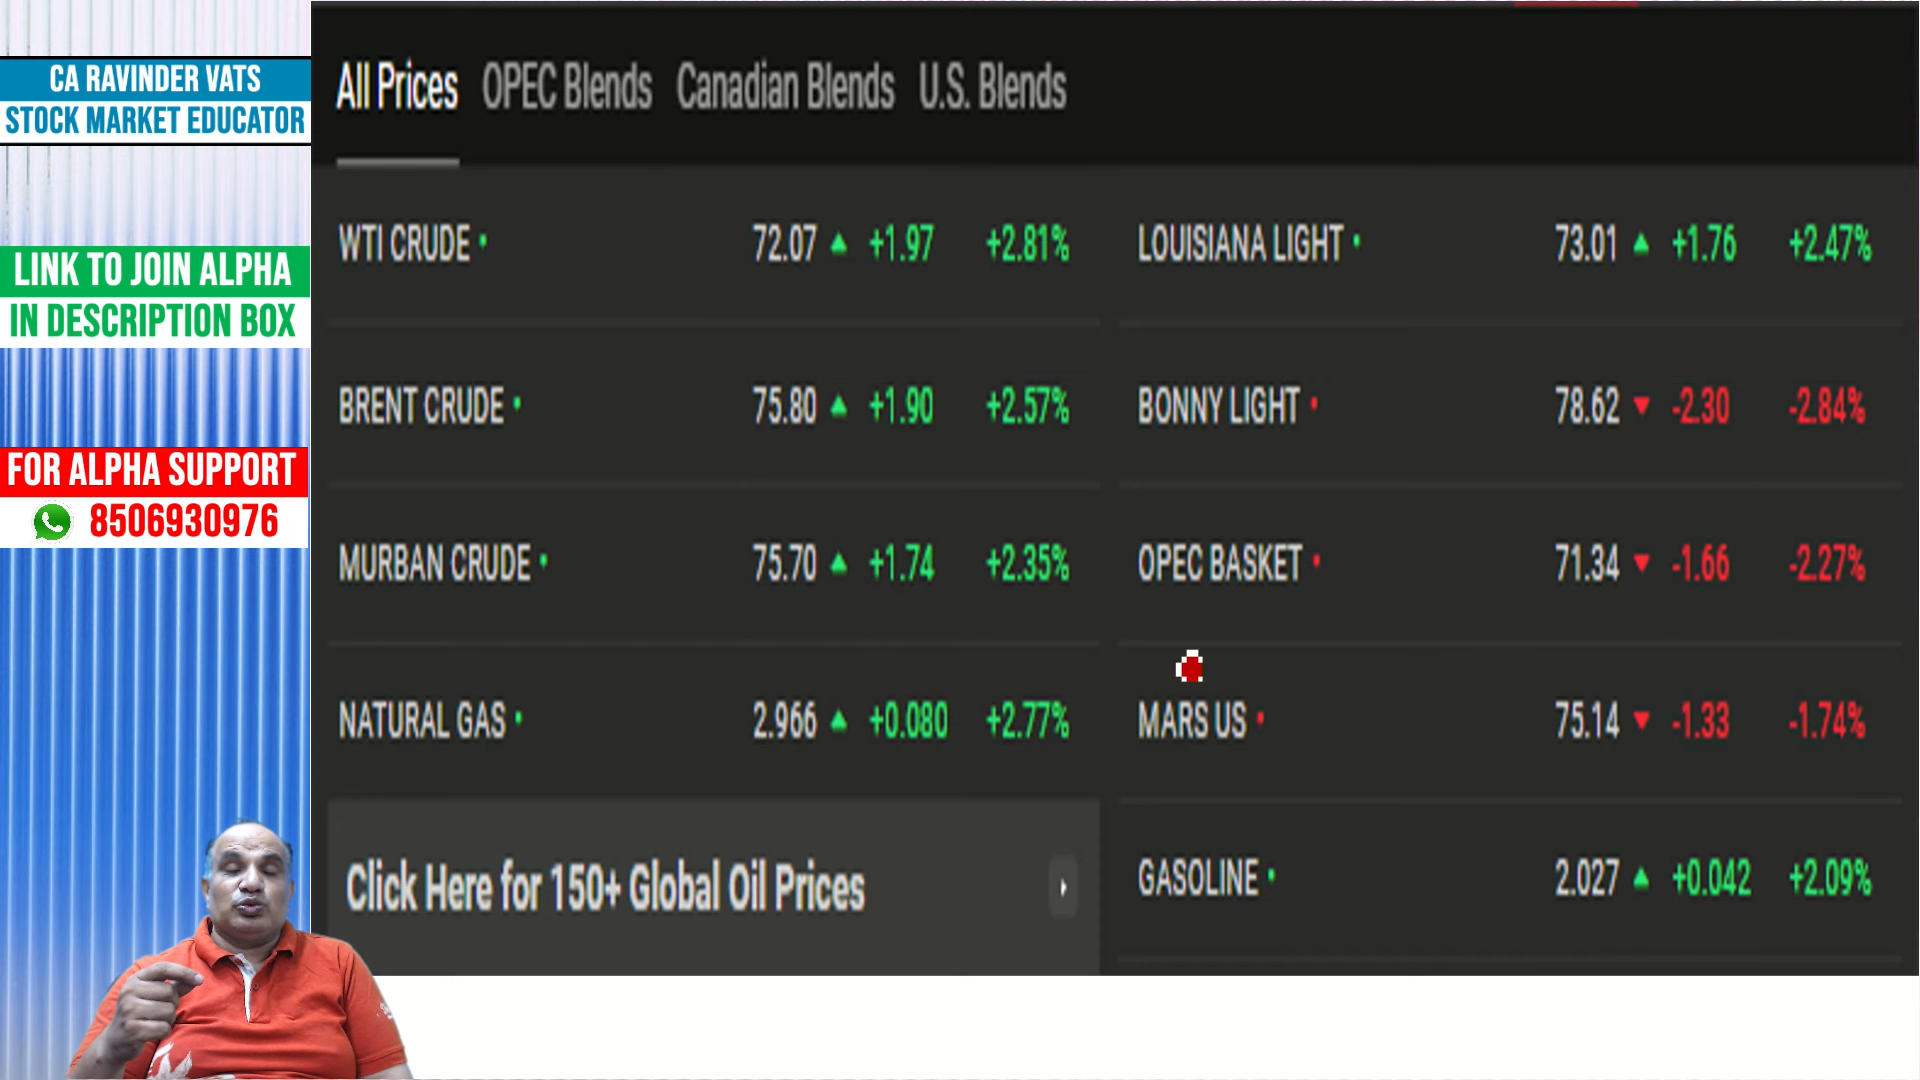 CA RAVINDER VATS
STOCK MARKET EDUCATOR
LINK TO JOIN ALPHA
IN DESCRIPTION BOX
FOR ALPHA SUPPORT
8506930976
All Prices OPEC Blends Canadian Blends U.S. Blends
WTI CRUDE 72.07 ▲ +1.97 +2.81%
BRENT CRUDE 75.80 ▲ +1.90 +2.57%
MURBAN CRUDE 75.70 ▲ +1.74 +2.35%
NATURAL GAS 2.966 ▲ +0.080 +2.77%
Click Here for 150+ Global Oil Prices
LOUISIANA LIGHT 73.01 ▲ +1.76 +2.47%
BONNY LIGHT 78.62 ▼ -2.30 -2.84%
OPEC BASKET 71.34 ▼ -1.66 -2.27%
MARS US 75.14 ▼ -1.33 -1.74%
GASOLINE 2.027 ▲ +0.042 +2.09%